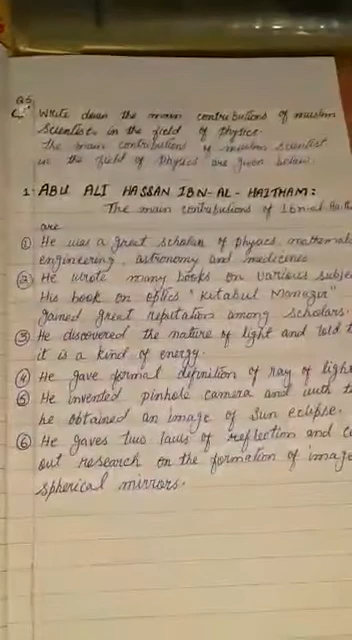 Q5
Write down the main contributions of muslim
Scientists in the field of Physics.
The main contributions of muslim scientist
in the field of Physics are given below.
1. ABU ALI HASSAN IBN-AL-HAITHAM:
The main contributions of Ibn-al-Hait
are
① He was a great scholar of physics, mathemat
engineering, astronomy and medicines.
② He wrote many books on various subje
His book on optics "Kitabul Manazir"
gained great reputation among scholars.
③ He discovered the nature of light and told t
it is a kind of energy.
④ He gave formal definition of ray of light
⑤ He invented pinhole camera and with t
he obtained an image of Sun eclipse.
⑥ He gaves two laws of reflection and c
out research on the formation of image
spherical mirrors.